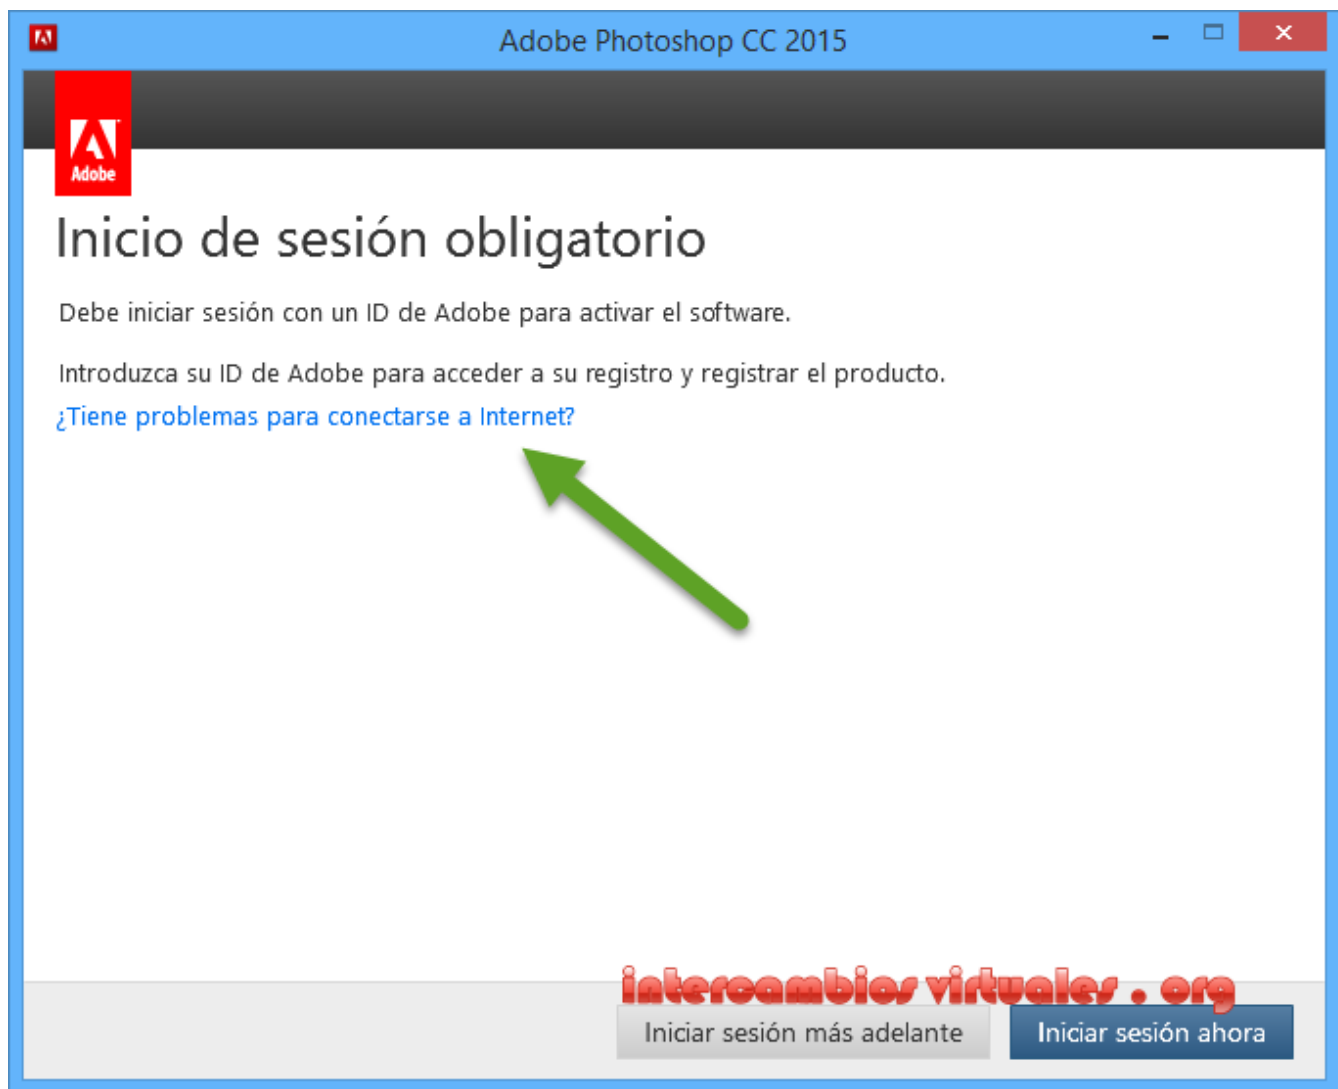 Adobe Photoshop CC 2015
Adobe
Inicio de sesión obligatorio
Debe iniciar sesión con un ID de Adobe para activar el software.
Introduzca su ID de Adobe para acceder a su registro y registrar el producto.
¿Tiene problemas para conectarse a Internet?
intercambios virtuales . org
Iniciar sesión más adelante
Iniciar sesión ahora